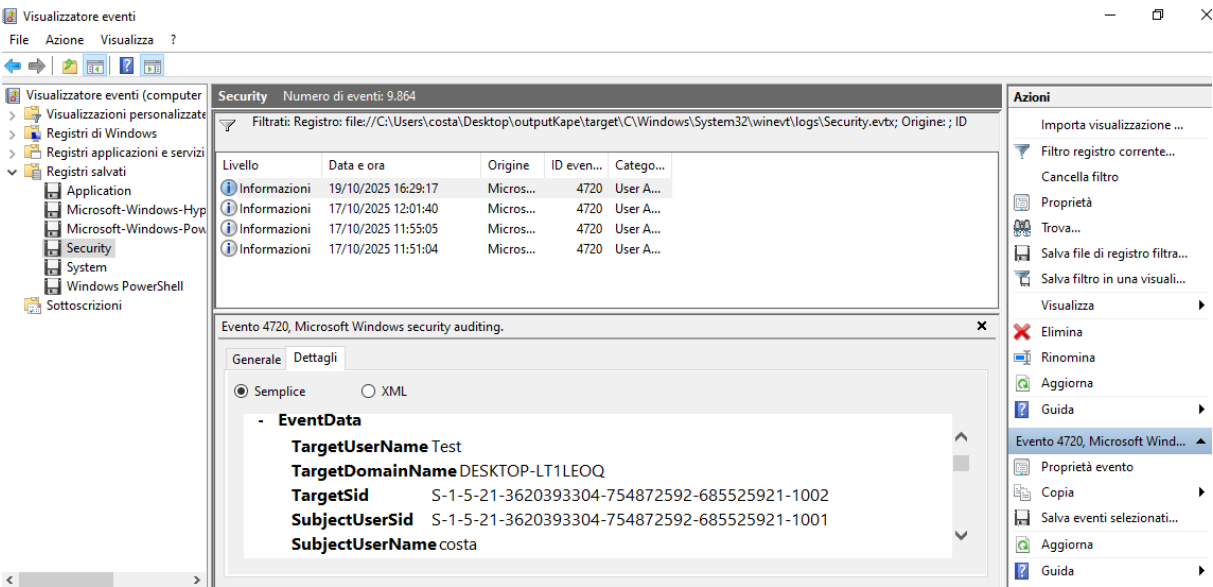 Visualizzatore eventi
File Azione Visualizza ?
Visualizzatore eventi (computer
Visualizzazioni personalizzate
Registri di Windows
Registri applicazioni e servizi
Registri salvati
Application
Microsoft-Windows-Hyp
Microsoft-Windows-Pow
Security
System
Windows PowerShell
Sottoscrizioni
Security Numero di eventi: 9.864
Filtrati: Registro: file://C:\Users\costa\Desktop\outputKape\target\C\Windows\System32\winevt\logs\Security.evtx; Origine: ; ID
Livello Data e ora Origine ID even... Catego...
Informazioni 19/10/2025 16:29:17 Micros... 4720 User A...
Informazioni 17/10/2025 12:01:40 Micros... 4720 User A...
Informazioni 17/10/2025 11:55:05 Micros... 4720 User A...
Informazioni 17/10/2025 11:51:04 Micros... 4720 User A...
Evento 4720, Microsoft Windows security auditing.
Generale Dettagli
Semplice XML
- EventData
TargetUserName Test
TargetDomainName DESKTOP-LT1LEOQ
TargetSid S-1-5-21-3620393304-754872592-685525921-1002
SubjectUserSid S-1-5-21-3620393304-754872592-685525921-1001
SubjectUserName costa
Azioni
Importa visualizzazione ...
Filtro registro corrente...
Cancella filtro
Proprietà
Trova...
Salva file di registro filtra...
Salva filtro in una visuali...
Visualizza
Elimina
Rinomina
Aggiorna
Guida
Evento 4720, Microsoft Wind...
Proprietà evento
Copia
Salva eventi selezionati...
Aggiorna
Guida